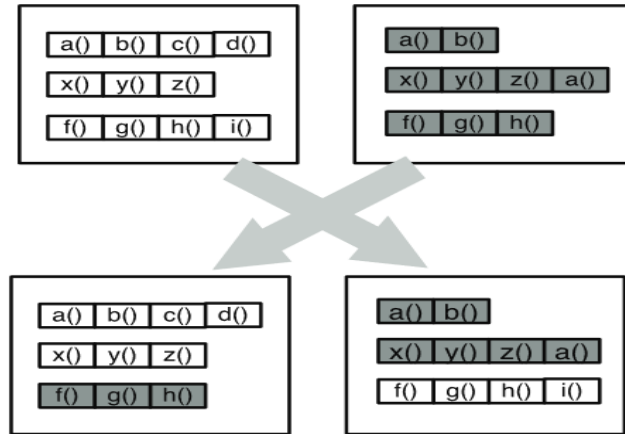 a() b() c() d()
x() y() z()
f() g() h() i()
a() b()
x() y() z() a()
f() g() h()
a() b() c() d()
x() y() z()
f() g() h()
a() b()
x() y() z() a()
f() g() h() i()